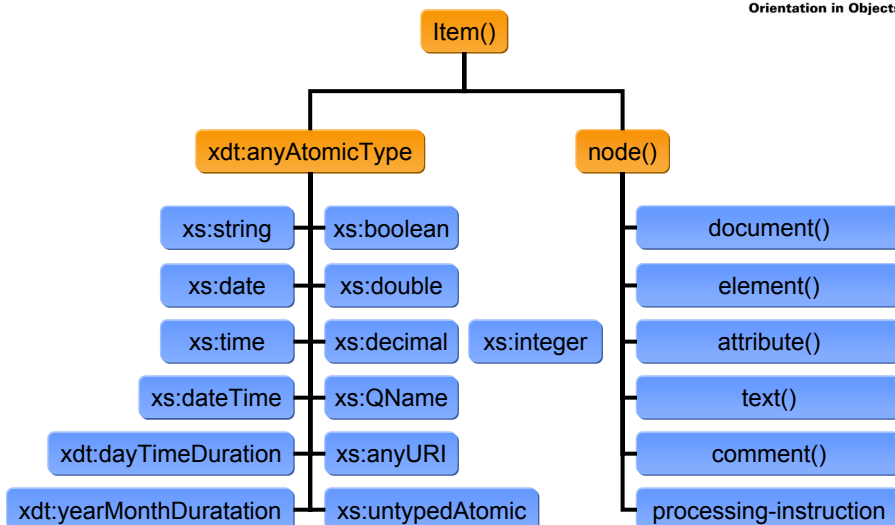 Orientation in Objects
Item()
xdt:anyAtomicType
node()
xs:string
xs:boolean
document()
xs:date
xs:double
element()
xs:time
xs:decimal
xs:integer
attribute()
xs:dateTime
xs:QName
text()
xdt:dayTimeDuration
xs:anyURI
comment()
xdt:yearMonthDuratation
xs:untypedAtomic
processing-instruction